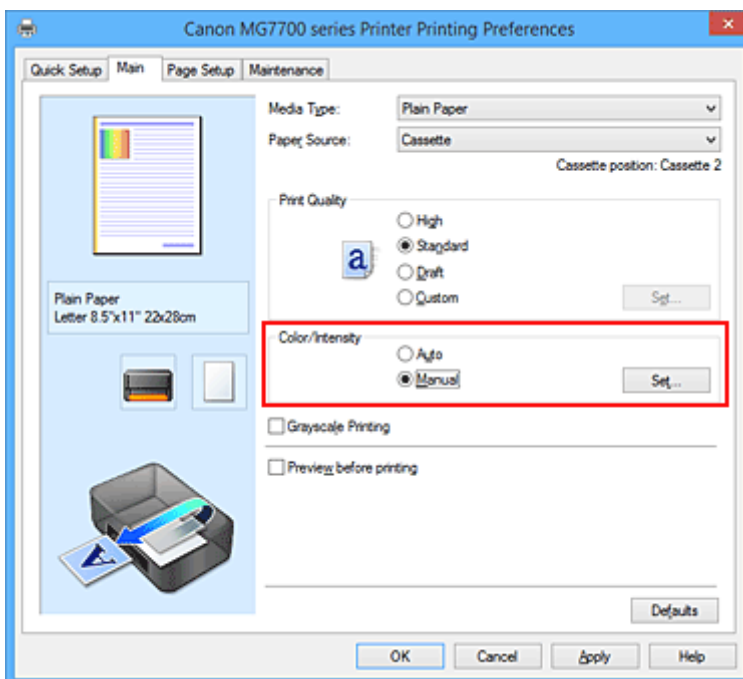 Canon MG7700 series Printer Printing Preferences
Quick Setup Main Page Setup Maintenance
Media Type: Plain Paper
Paper Source: Cassette
Cassette position: Cassette 2
Print Quality
High
a Standard
Draft
Custom Set...
Plain Paper
Letter 8.5"x11" 22x28cm
Color/Intensity
Auto
Manual Set...
Grayscale Printing
Preview before printing
A
Defaults
OK Cancel Apply Help